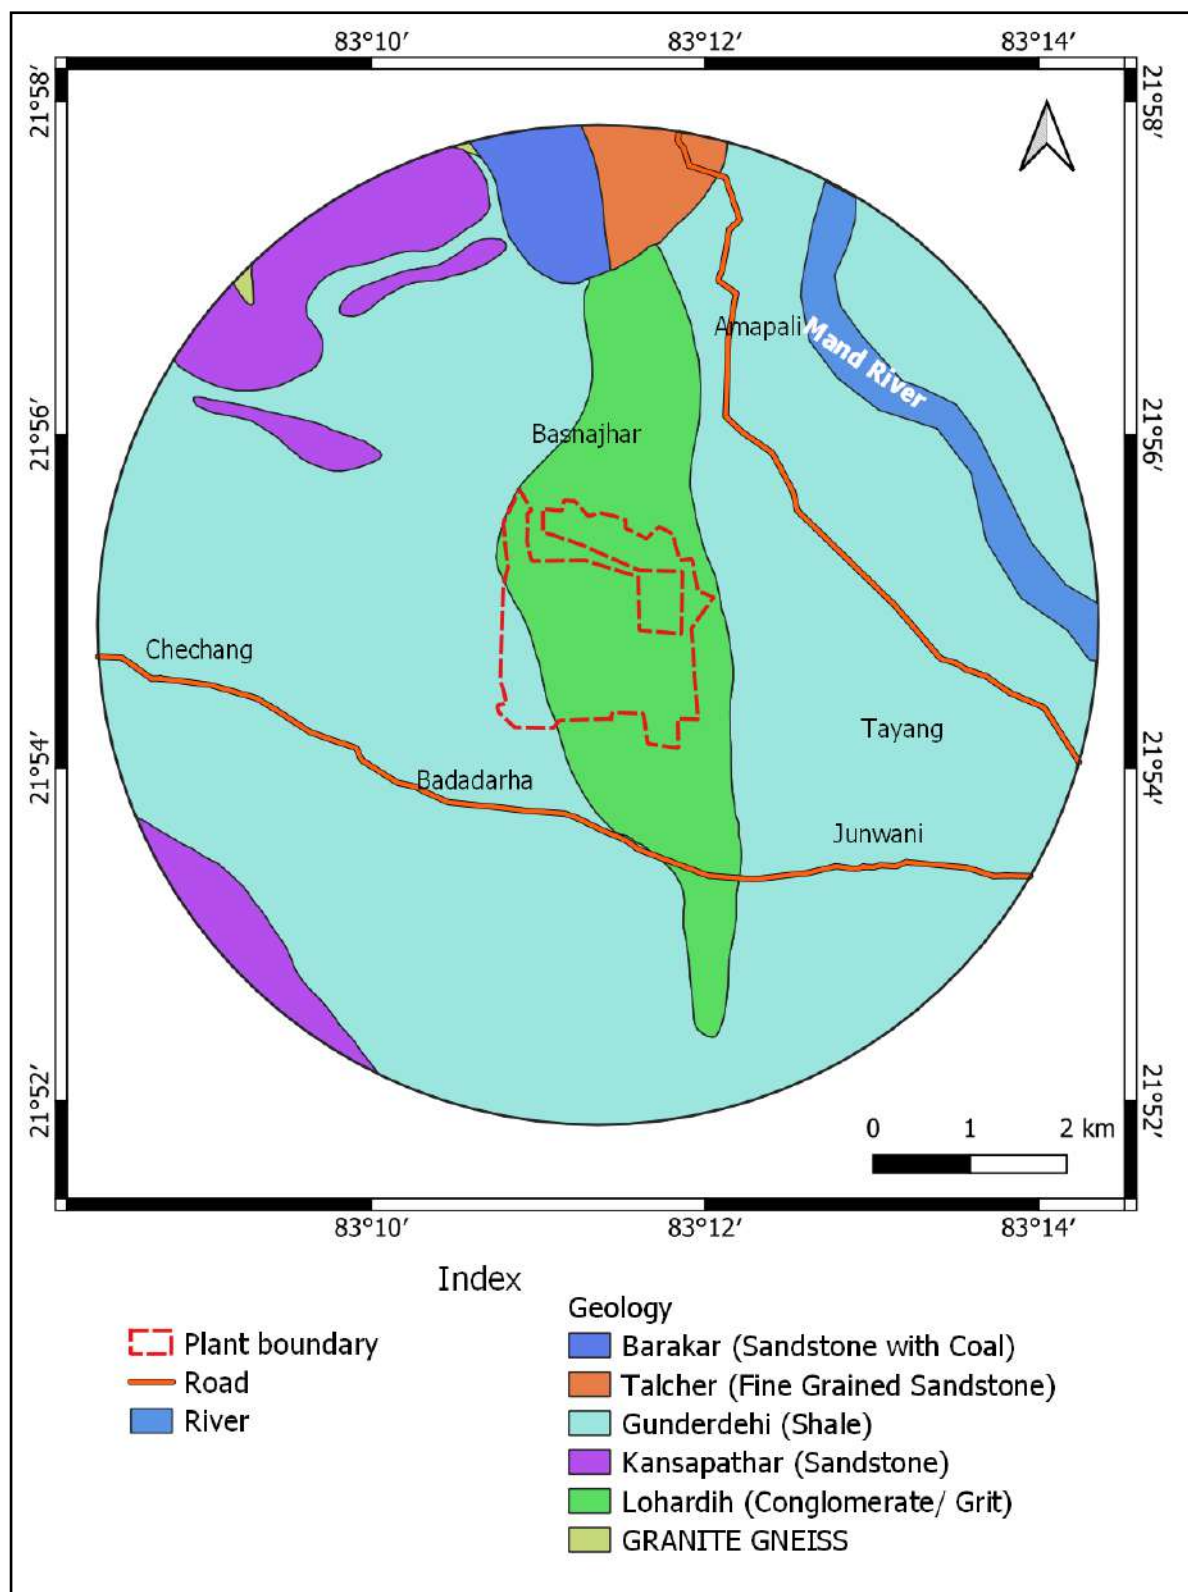 83°10′ 83°12′ 83°14′
21°58′ 21°58′
Amapali
Mand River
21°56′ 21°56′
Basnajhar
Chechang
Tayang
21°54′ 21°54′
Badadarha
Junwani
21°52′ 21°52′
0 1 2 km
83°10′ 83°12′ 83°14′
Index
Plant boundary
Road
River
Geology
Barakar (Sandstone with Coal)
Talcher (Fine Grained Sandstone)
Gunderdehi (Shale)
Kansapathar (Sandstone)
Lohardih (Conglomerate/ Grit)
GRANITE GNEISS